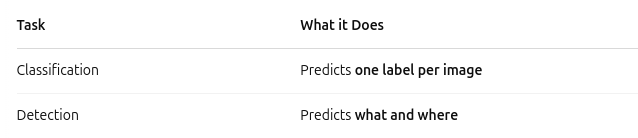 Task What it Does
Classification Predicts one label per image
Detection Predicts what and where